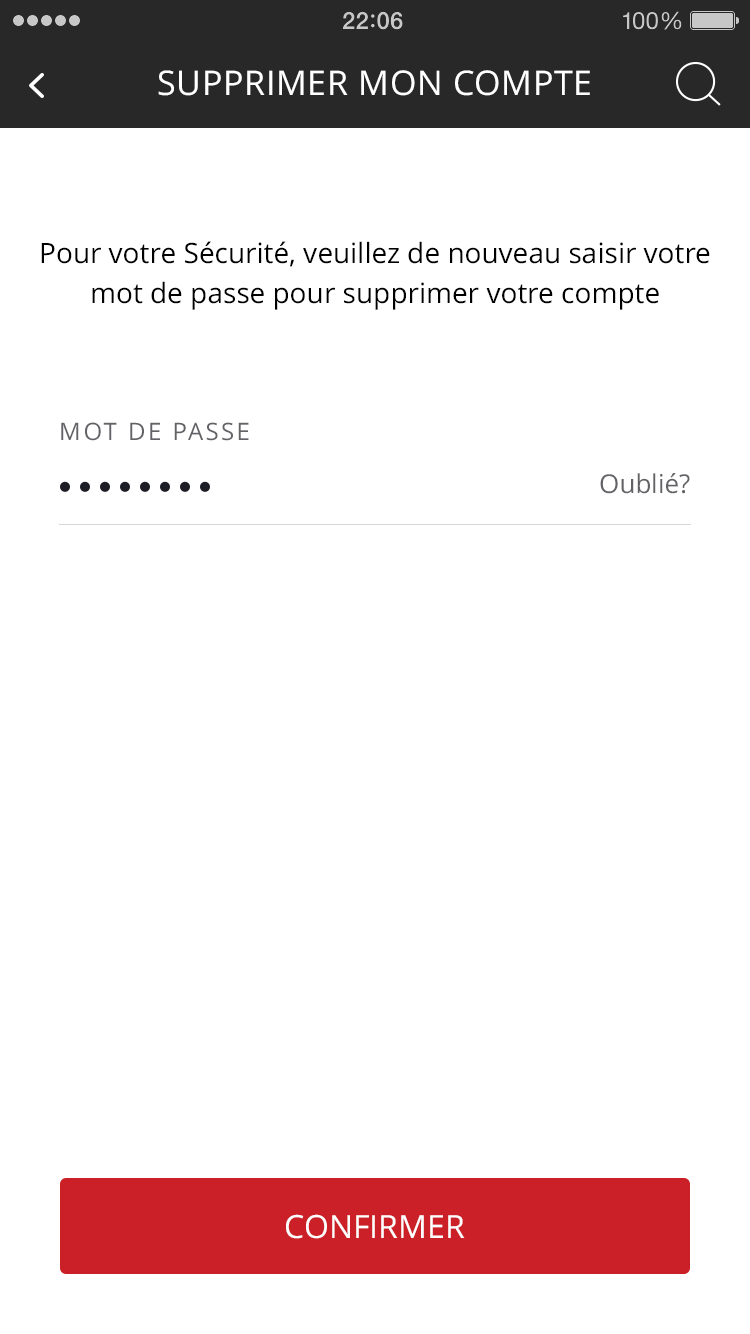 22:06
100%
SUPPRIMER MON COMPTE
Pour votre Sécurité, veuillez de nouveau saisir votre
mot de passe pour supprimer votre compte
MOT DE PASSE
••••••••
Oublié?
CONFIRMER